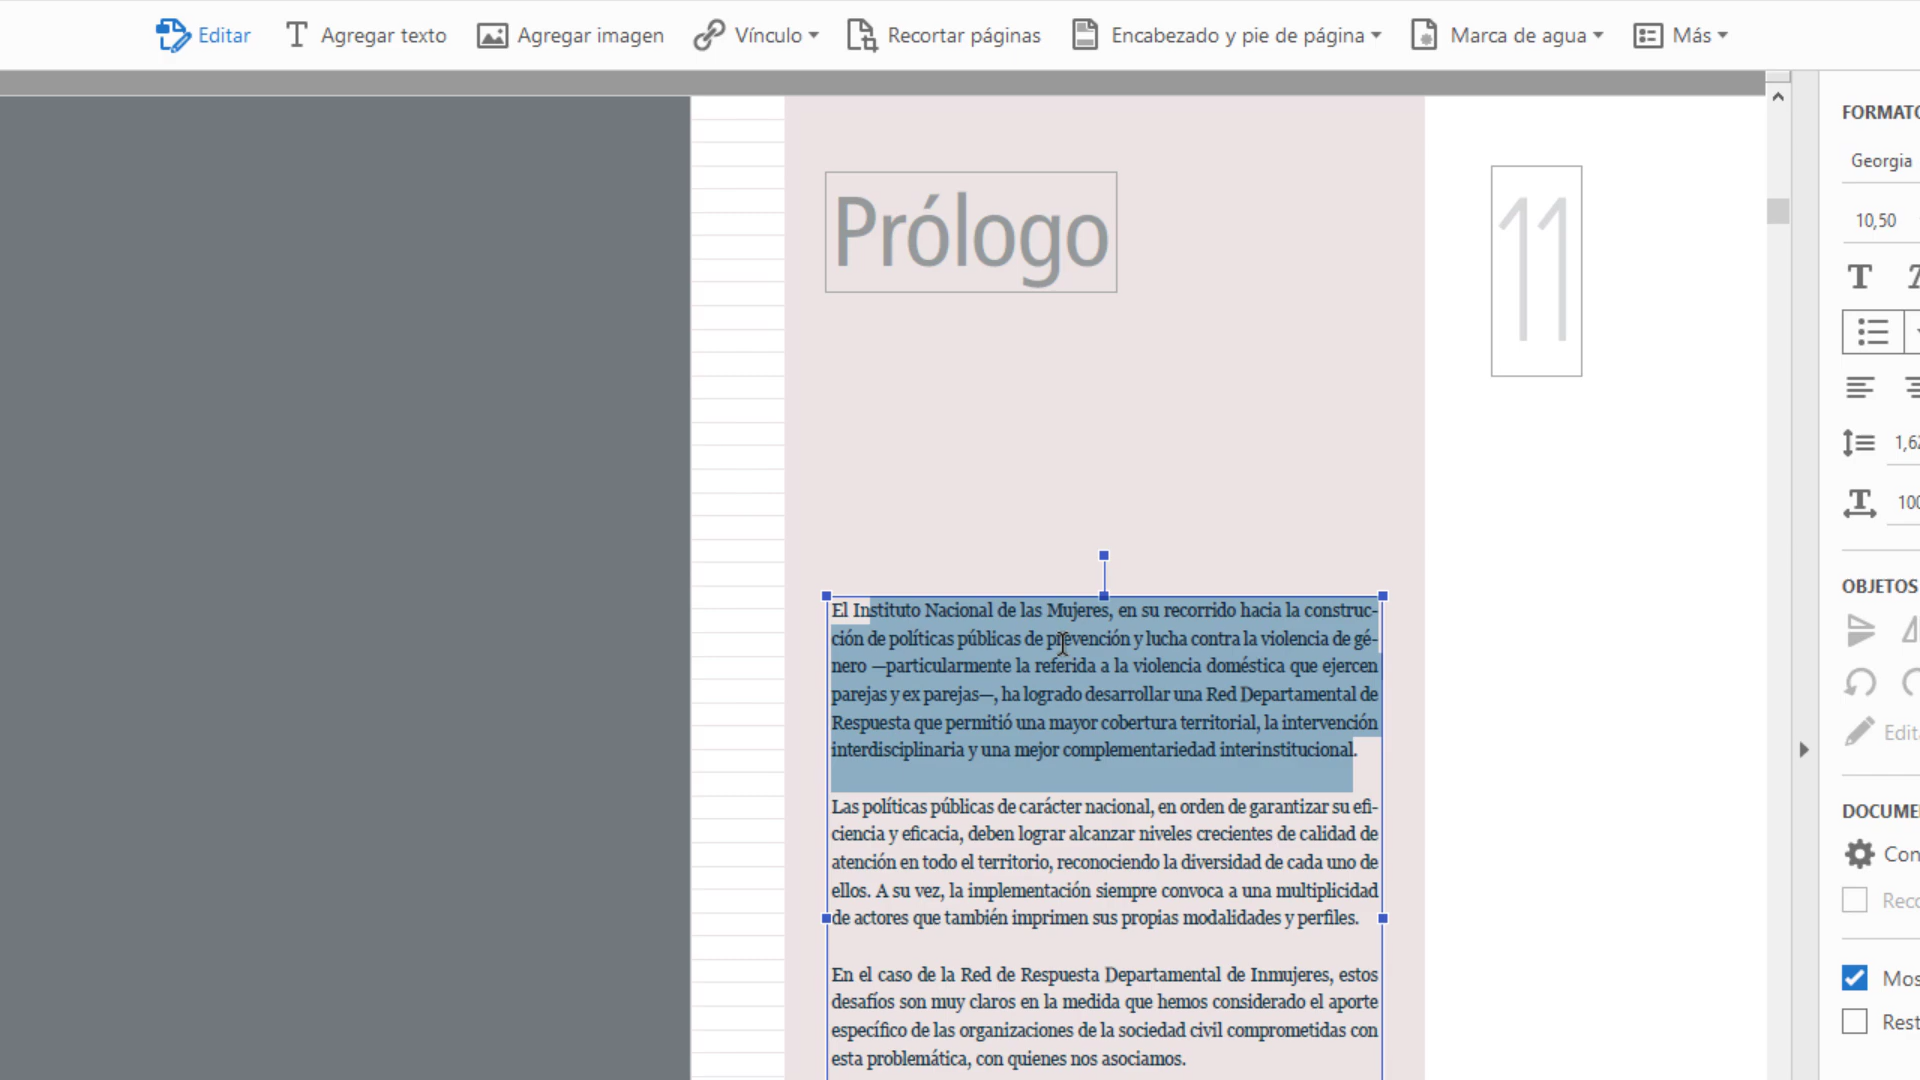 Editar
Agregar texto
Agregar imagen
Vínculo
Recortar páginas
Encabezado y pie de página
Marca de agua
Más
Prólogo
11
El Instituto Nacional de las Mujeres, en su recorrido hacia la construc-
ción de políticas públicas de prevención y lucha contra la violencia de gé-
nero —particularmente la referida a la violencia doméstica que ejercen
parejas y ex parejas—, ha logrado desarrollar una Red Departamental de
Respuesta que permitió una mayor cobertura territorial, la intervención
interdisciplinaria y una mejor complementariedad interinstitucional.
Las políticas públicas de carácter nacional, en orden de garantizar su efi-
ciencia y eficacia, deben lograr alcanzar niveles crecientes de calidad de
atención en todo el territorio, reconociendo la diversidad de cada uno de
ellos. A su vez, la implementación siempre convoca a una multiplicidad
de actores que también imprimen sus propias modalidades y perfiles.
En el caso de la Red de Respuesta Departamental de Inmujeres, estos
desafíos son muy claros en la medida que hemos considerado el aporte
específico de las organizaciones de la sociedad civil comprometidas con
esta problemática, con quienes nos asociamos.
FORMATO
Georgia
10,50
1,62
100
OBJETOS
Edit
DOCUME
Con
Reco
Mos
Rest